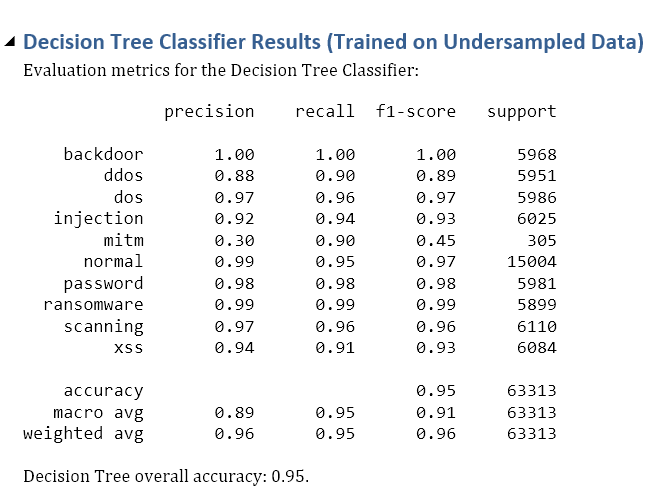 Decision Tree Classifier Results (Trained on Undersampled Data)
Evaluation metrics for the Decision Tree Classifier:
precision recall f1-score support
backdoor 1.00 1.00 1.00 5968
ddos 0.88 0.90 0.89 5951
dos 0.97 0.96 0.97 5986
injection 0.92 0.94 0.93 6025
mitm 0.30 0.90 0.45 305
normal 0.99 0.95 0.97 15004
password 0.98 0.98 0.98 5981
ransomware 0.99 0.99 0.99 5899
scanning 0.97 0.96 0.96 6110
xss 0.94 0.91 0.93 6084
accuracy 0.95 63313
macro avg 0.89 0.95 0.91 63313
weighted avg 0.96 0.95 0.96 63313
Decision Tree overall accuracy: 0.95.